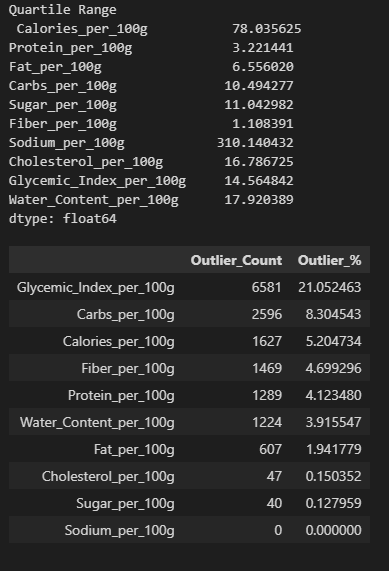 Quartile Range
Calories_per_100g 78.035625
Protein_per_100g 3.221441
Fat_per_100g 6.556020
Carbs_per_100g 10.494277
Sugar_per_100g 11.042982
Fiber_per_100g 1.108391
Sodium_per_100g 310.140432
Cholesterol_per_100g 16.786725
Glycemic_Index_per_100g 14.564842
Water_Content_per_100g 17.920389
dtype: float64
Outlier_Count Outlier_%
Glycemic_Index_per_100g 6581 21.052463
Carbs_per_100g 2596 8.304543
Calories_per_100g 1627 5.204734
Fiber_per_100g 1469 4.699296
Protein_per_100g 1289 4.123480
Water_Content_per_100g 1224 3.915547
Fat_per_100g 607 1.941779
Cholesterol_per_100g 47 0.150352
Sugar_per_100g 40 0.127959
Sodium_per_100g 0 0.000000